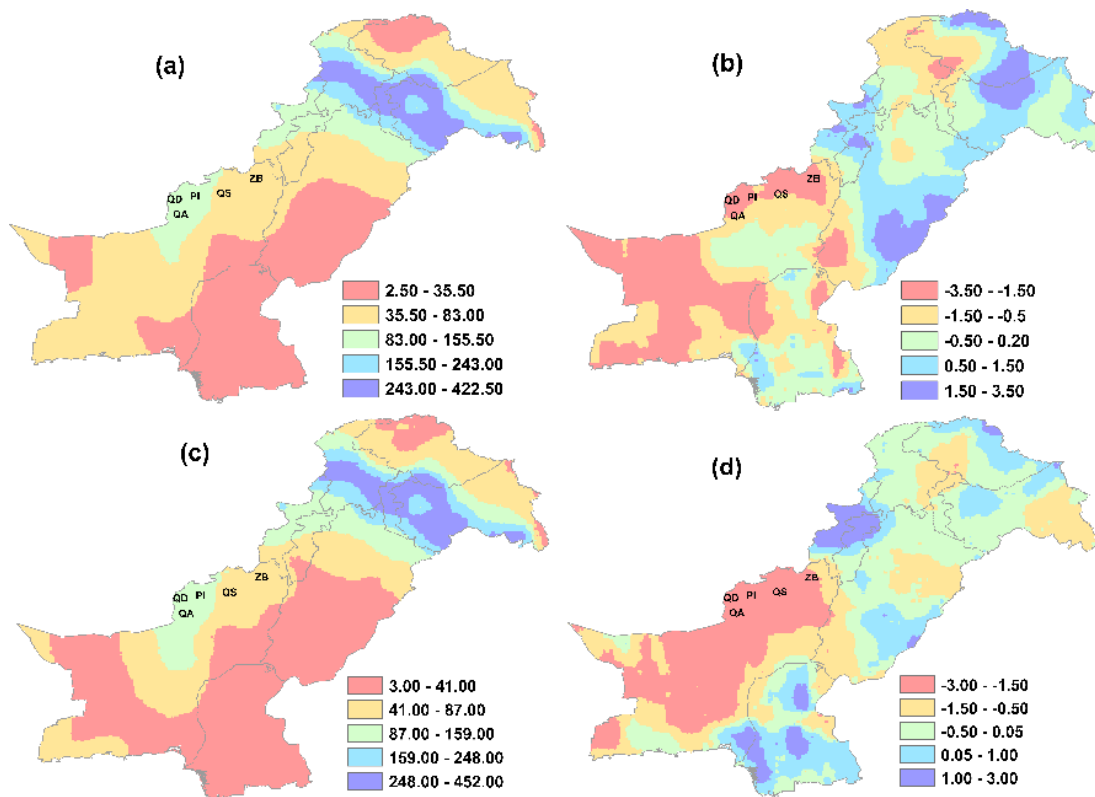 (a)
QD PI QS ZB
QA
2.50 - 35.50
35.50 - 83.00
83.00 - 155.50
155.50 - 243.00
243.00 - 422.50
(b)
QD PI QS ZB
QA
-3.50 - -1.50
-1.50 - -0.5
-0.50 - 0.20
0.50 - 1.50
1.50 - 3.50
(c)
QD PI QS ZB
QA
3.00 - 41.00
41.00 - 87.00
87.00 - 159.00
159.00 - 248.00
248.00 - 452.00
(d)
QD PI QS ZB
QA
-3.00 - -1.50
-1.50 - -0.50
-0.50 - 0.05
0.05 - 1.00
1.00 - 3.00